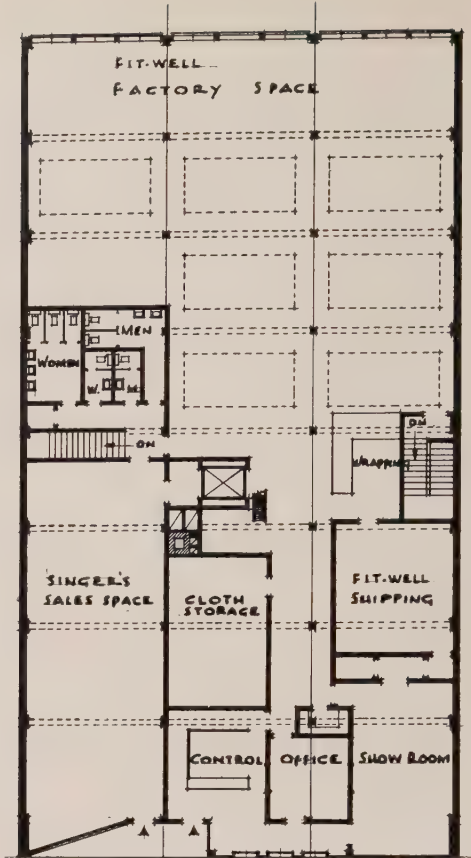 FIT-WELL
FACTORY SPACE
MEN
WOMEN
W.
M.
DN
DN
WRAPPING
SINGER'S
SALES SPACE
CLOTH
STORAGE
FIT-WELL
SHIPPING
CONTROL
OFFICE
SHOW ROOM